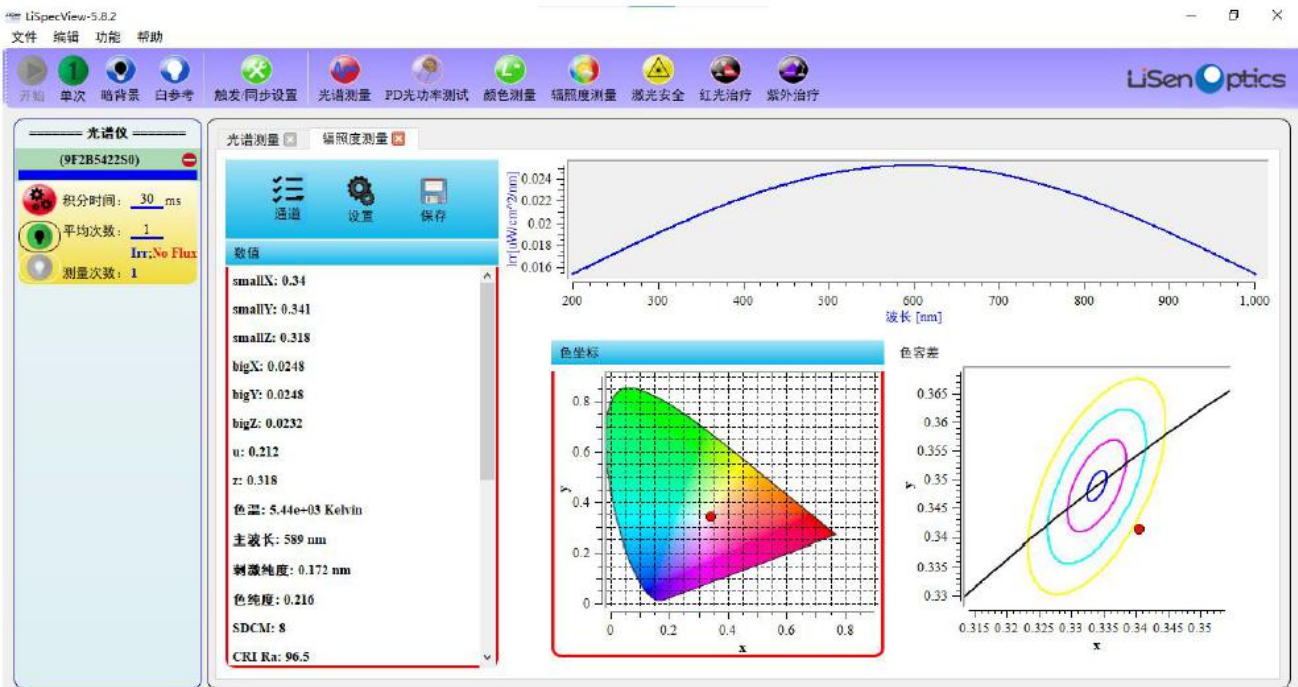 LiSpecView-5.8.2
文件 编辑 功能 帮助
开始 单次 暗背景 白参考 触发/同步设置 光谱测量 PD光功率测试 颜色测量 辐照度测量 激光安全 红光治疗 紫外治疗
LiSen Optics
======= 光谱仪 =======
(9F2B5422S0)
积分时间: 30 ms
平均次数: 1
Irr;No Flux
测量次数: 1
光谱测量 辐照度测量
通道 设置 保存
数值
smallX: 0.34
smallY: 0.341
smallZ: 0.318
bigX: 0.0248
bigY: 0.0248
bigZ: 0.0232
u: 0.212
z: 0.318
色温: 5.44e+03 Kelvin
主波长: 589 nm
刺激纯度: 0.172 nm
色纯度: 0.216
SDCM: 8
CRI Ra: 96.5
Irr[uW/cm^2/nm]
0.024
0.022
0.02
0.018
0.016
200 300 400 500 600 700 800 900 1,000
波长 [nm]
色坐标
y
0.8
0.6
0.4
0.2
0
0 0.2 0.4 0.6 0.8
x
色容差
y
0.365
0.36
0.355
0.35
0.345
0.34
0.335
0.33
0.315 0.32 0.325 0.33 0.335 0.34 0.345 0.35
x